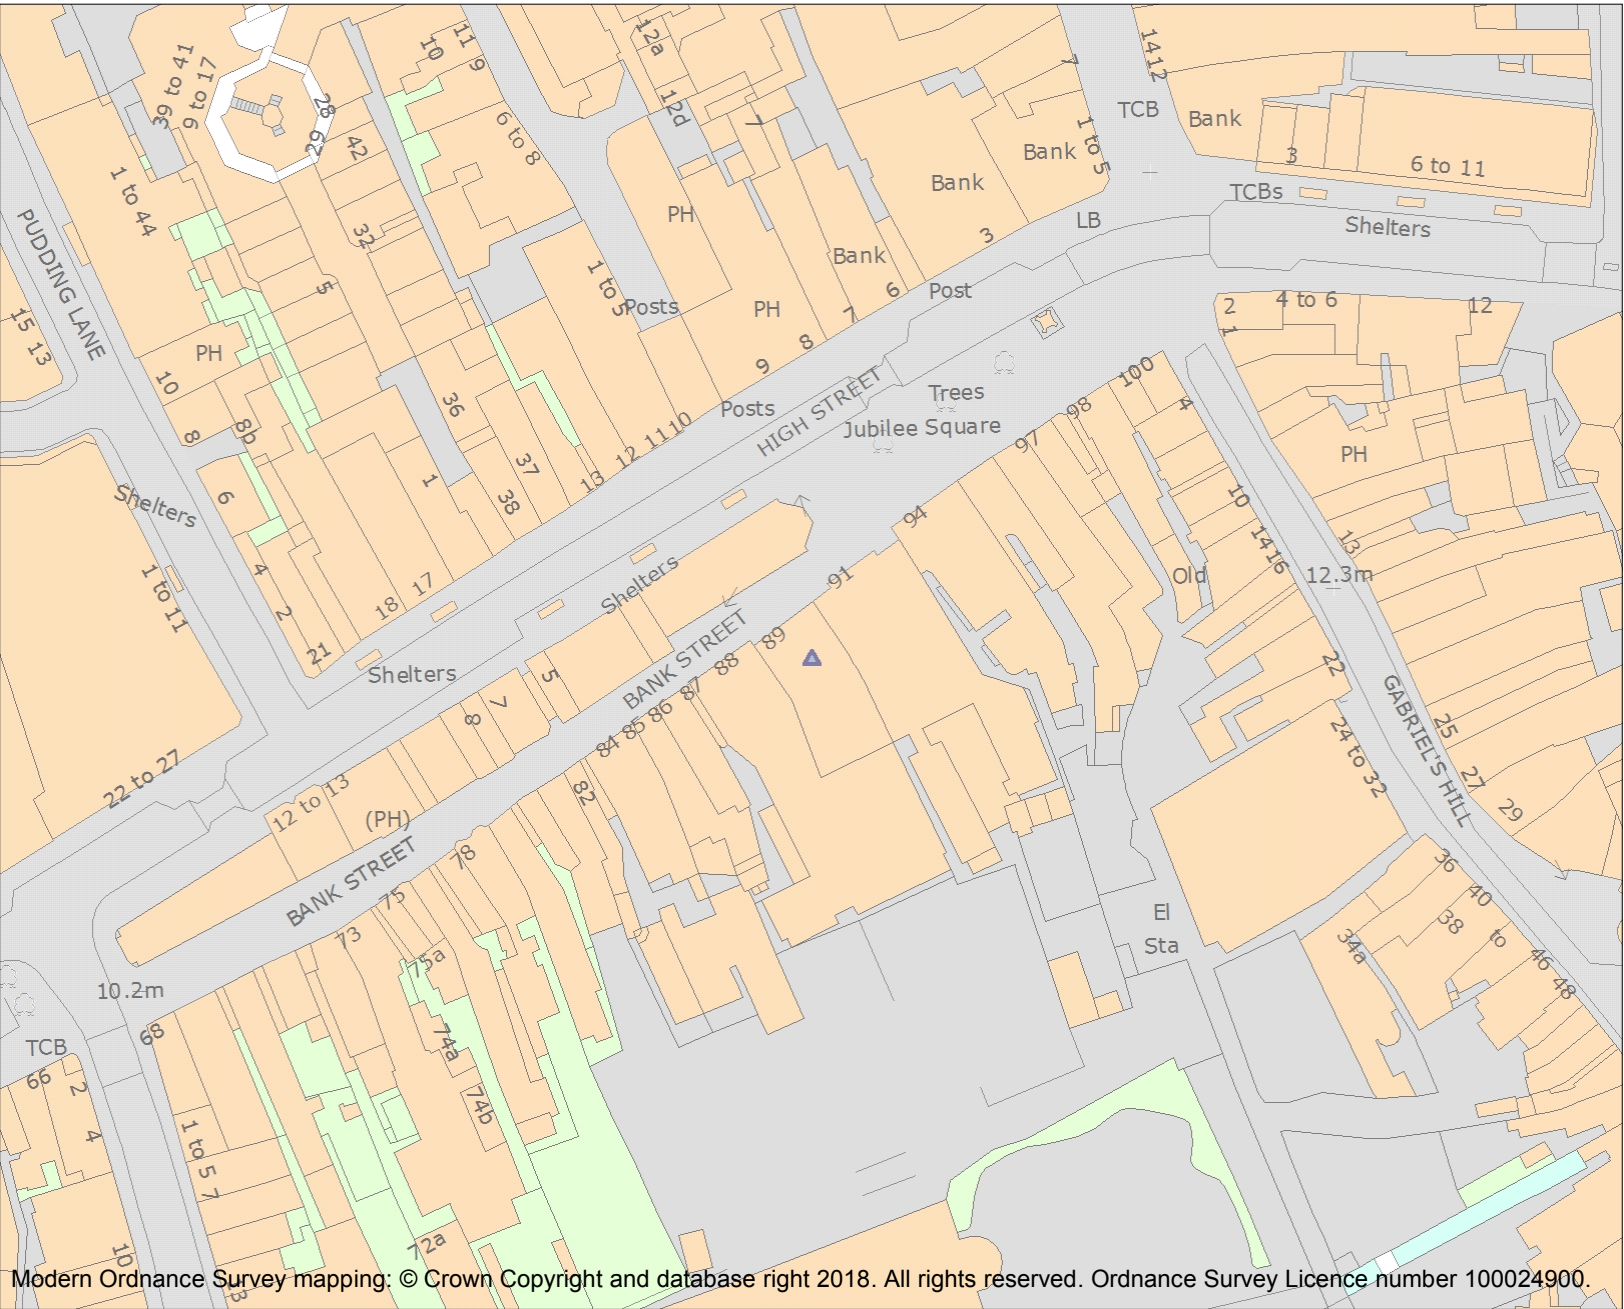 39 to 41
9 to 17
28
29
42
10
11
9
12a
12d
7
6 to 8
7
1412
TCB
Bank
Bank
1 to 5
3
6 to 11
1 to 44
PUDDING LANE
32
5
PH
Bank
TCBs
LB
Shelters
3
Bank
1 to 5
Posts
PH
6
Post
7
8
9
2
1
4 to 6
12
15
13
PH
10
8
8b
36
Posts
HIGH STREET
Trees
Jubilee Square
100
98
97
4
PH
Shelters
6
1
37
38
13
12
11
10
94
10
1416
13
12.3m
Old
1 to 11
4
2
21
18
17
Shelters
91
89
88
87
86
85
84
BANK STREET
Shelters
5
7
8
22
GABRIEL'S HILL
24 to 32
25
27
29
22 to 27
12 to 13
(PH)
82
BANK STREET
78
75
73
75a
74a
74b
El
Sta
36
40
38
to
46
48
34a
10.2m
68
TCB
66
2
4
1 to 5
7
10
13
72a
Modern Ordnance Survey mapping: © Crown Copyright and database right 2018. All rights reserved. Ordnance Survey Licence number 100024900.